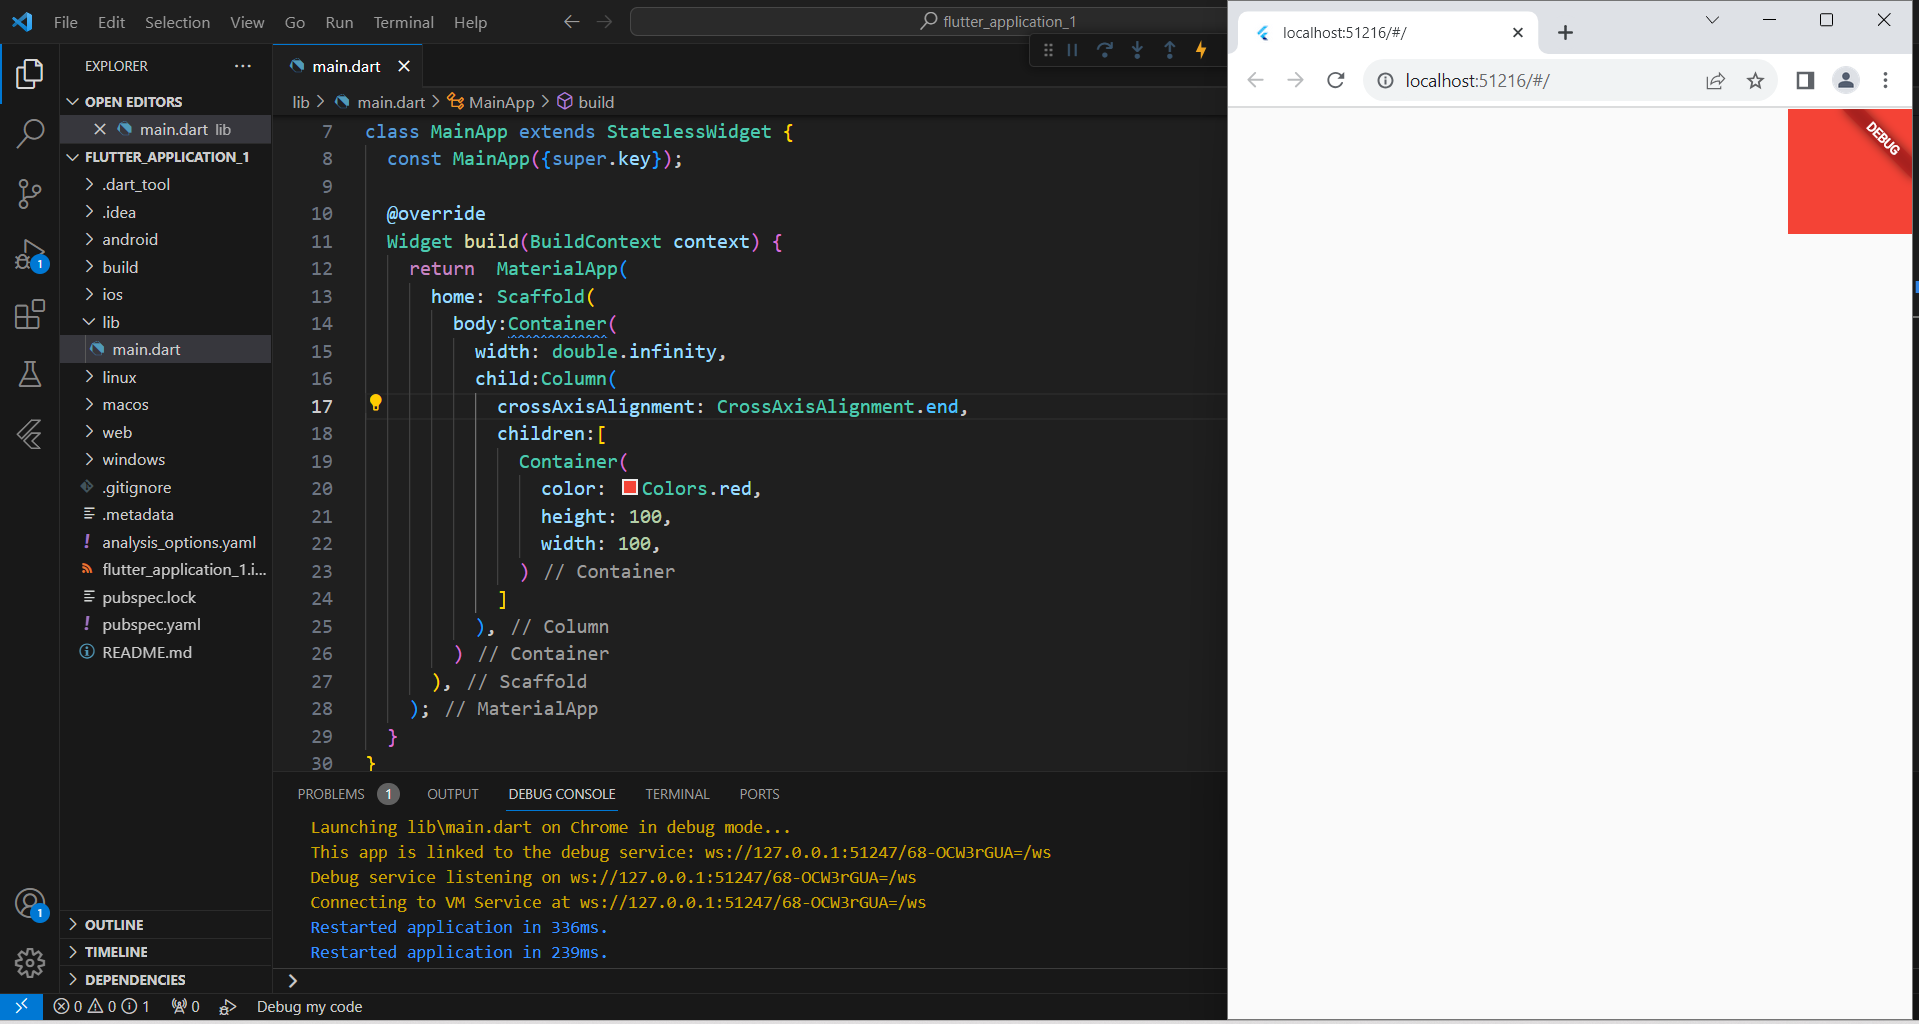 File Edit Selection View Go Run Terminal Help
flutter_application_1
EXPLORER
OPEN EDITORS
main.dart lib
FLUTTER_APPLICATION_1
.dart_tool
.idea
android
build
ios
lib
main.dart
linux
macos
web
windows
.gitignore
.metadata
analysis_options.yaml
flutter_application_1.i...
pubspec.lock
pubspec.yaml
README.md
OUTLINE
TIMELINE
DEPENDENCIES
1
1
main.dart
lib > main.dart > MainApp > build
7 class MainApp extends StatelessWidget {
8 const MainApp({super.key});
9
10 @override
11 Widget build(BuildContext context) {
12 return  MaterialApp(
13 home: Scaffold(
14 body:Container(
15 width: double.infinity,
16 child:Column(
17 crossAxisAlignment: CrossAxisAlignment.end,
18 children:[
19 Container(
20 color: Colors.red,
21 height: 100,
22 width: 100,
23 ) // Container
24 ]
25 ), // Column
26 ) // Container
27 ), // Scaffold
28 ); // MaterialApp
29 }
30 }
PROBLEMS 1 OUTPUT DEBUG CONSOLE TERMINAL PORTS
Launching lib\main.dart on Chrome in debug mode...
This app is linked to the debug service: ws://127.0.0.1:51247/68-OCW3rGUA=/ws
Debug service listening on ws://127.0.0.1:51247/68-OCW3rGUA=/ws
Connecting to VM Service at ws://127.0.0.1:51247/68-OCW3rGUA=/ws
Restarted application in 336ms.
Restarted application in 239ms.
0 0 1 0 Debug my code
localhost:51216/#/
localhost:51216/#/
DEBUG